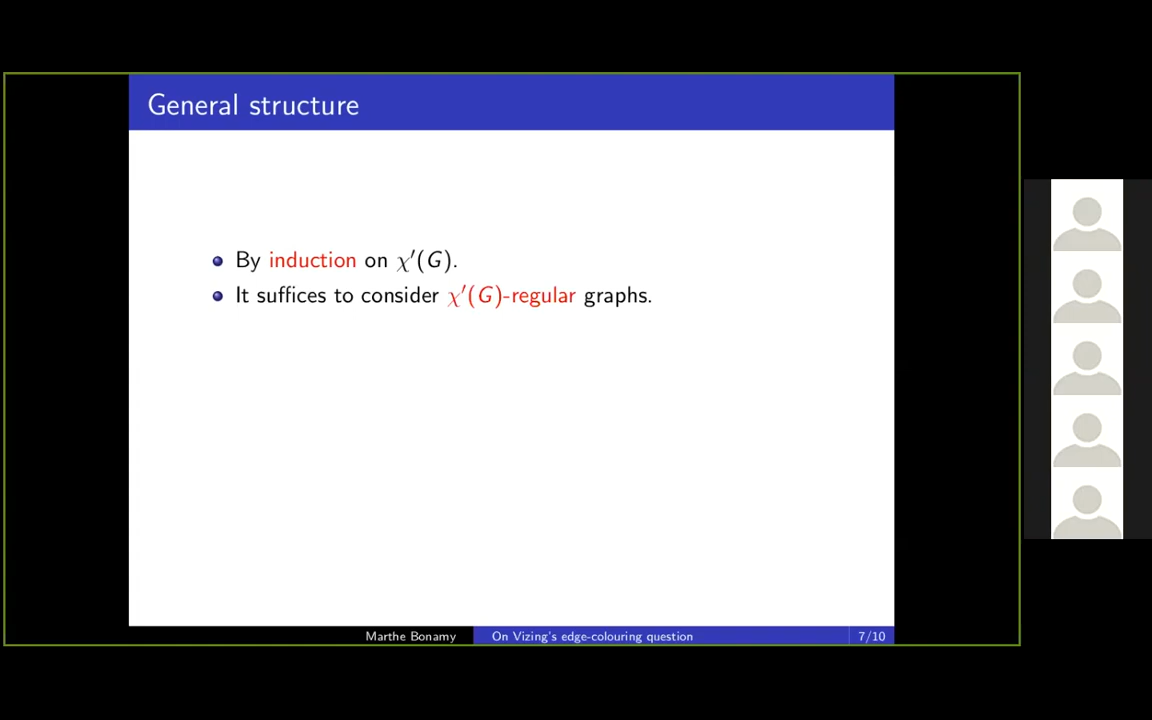 General structure
By induction on χ′(G).
It suffices to consider χ′(G)-regular graphs.
Marthe Bonamy On Vizing's edge-colouring question 7/10